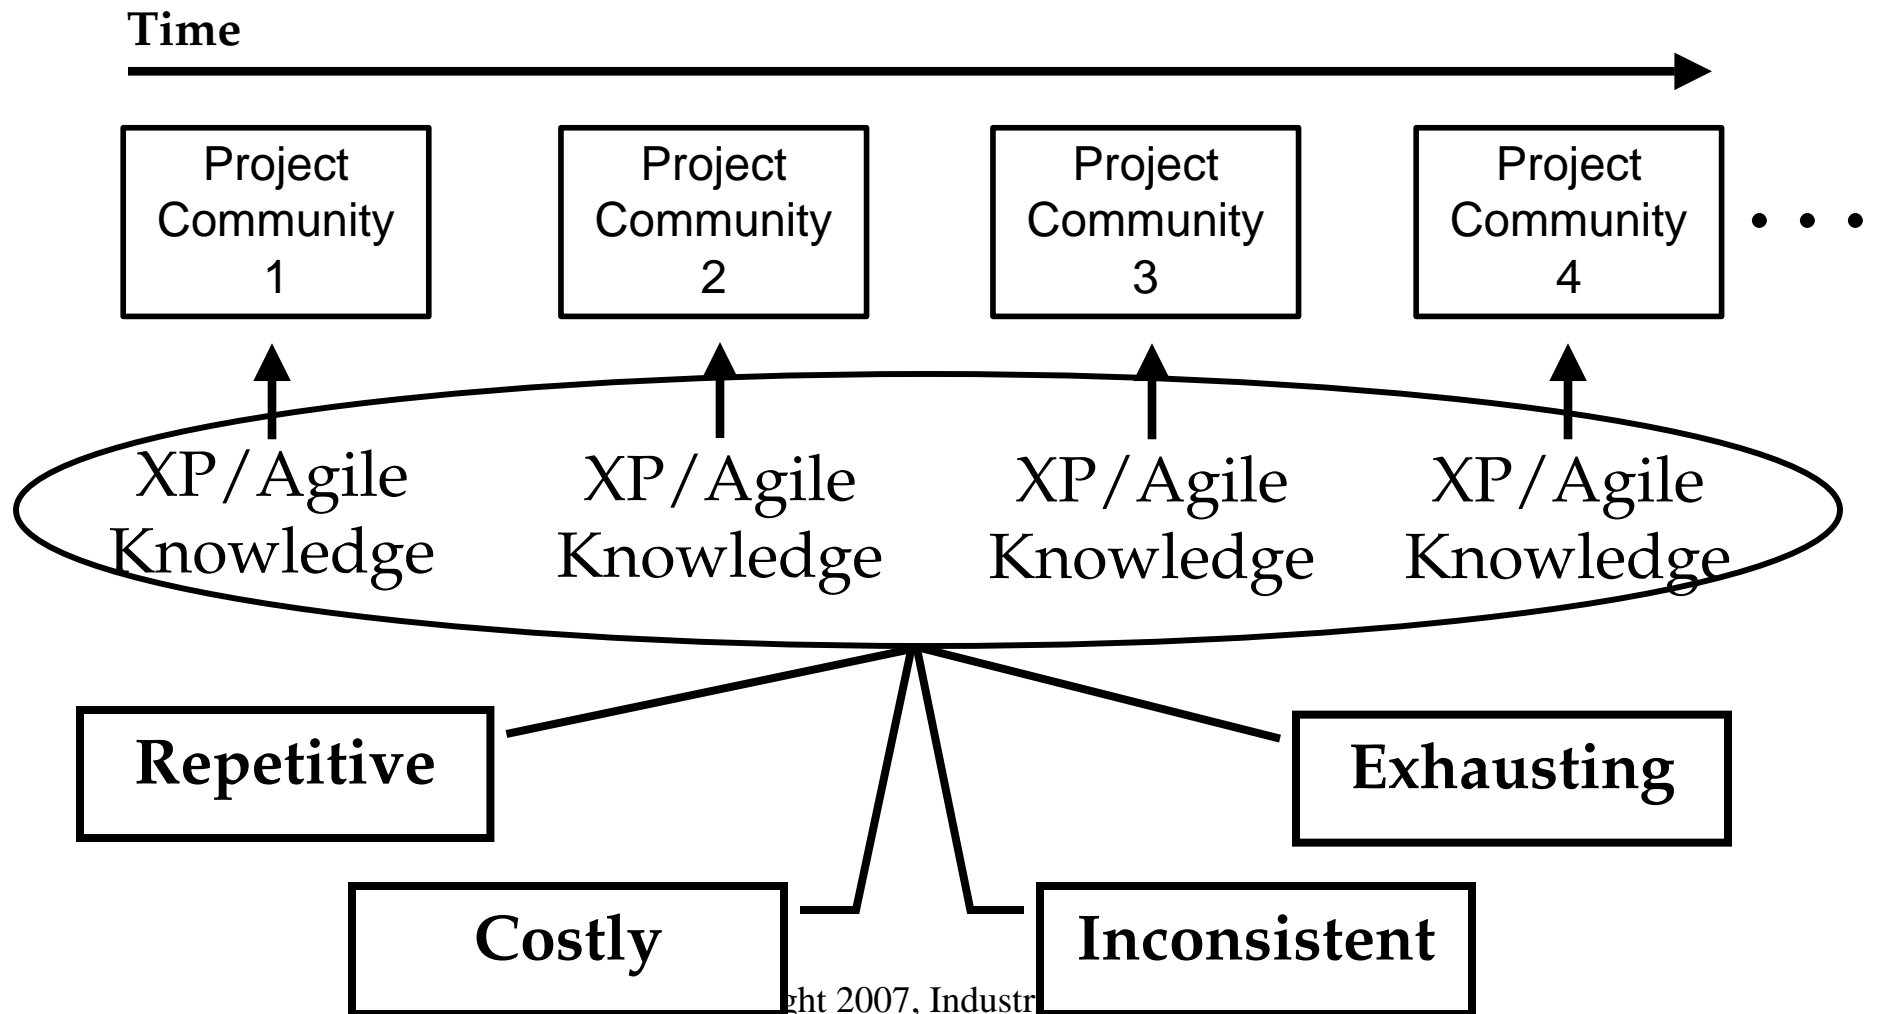 Time
Project
Community
1
Project
Community
2
Project
Community
3
Project
Community
4
XP/Agile
Knowledge
XP/Agile
Knowledge
XP/Agile
Knowledge
XP/Agile
Knowledge
Repetitive
Exhausting
Costly
Inconsistent
2007,